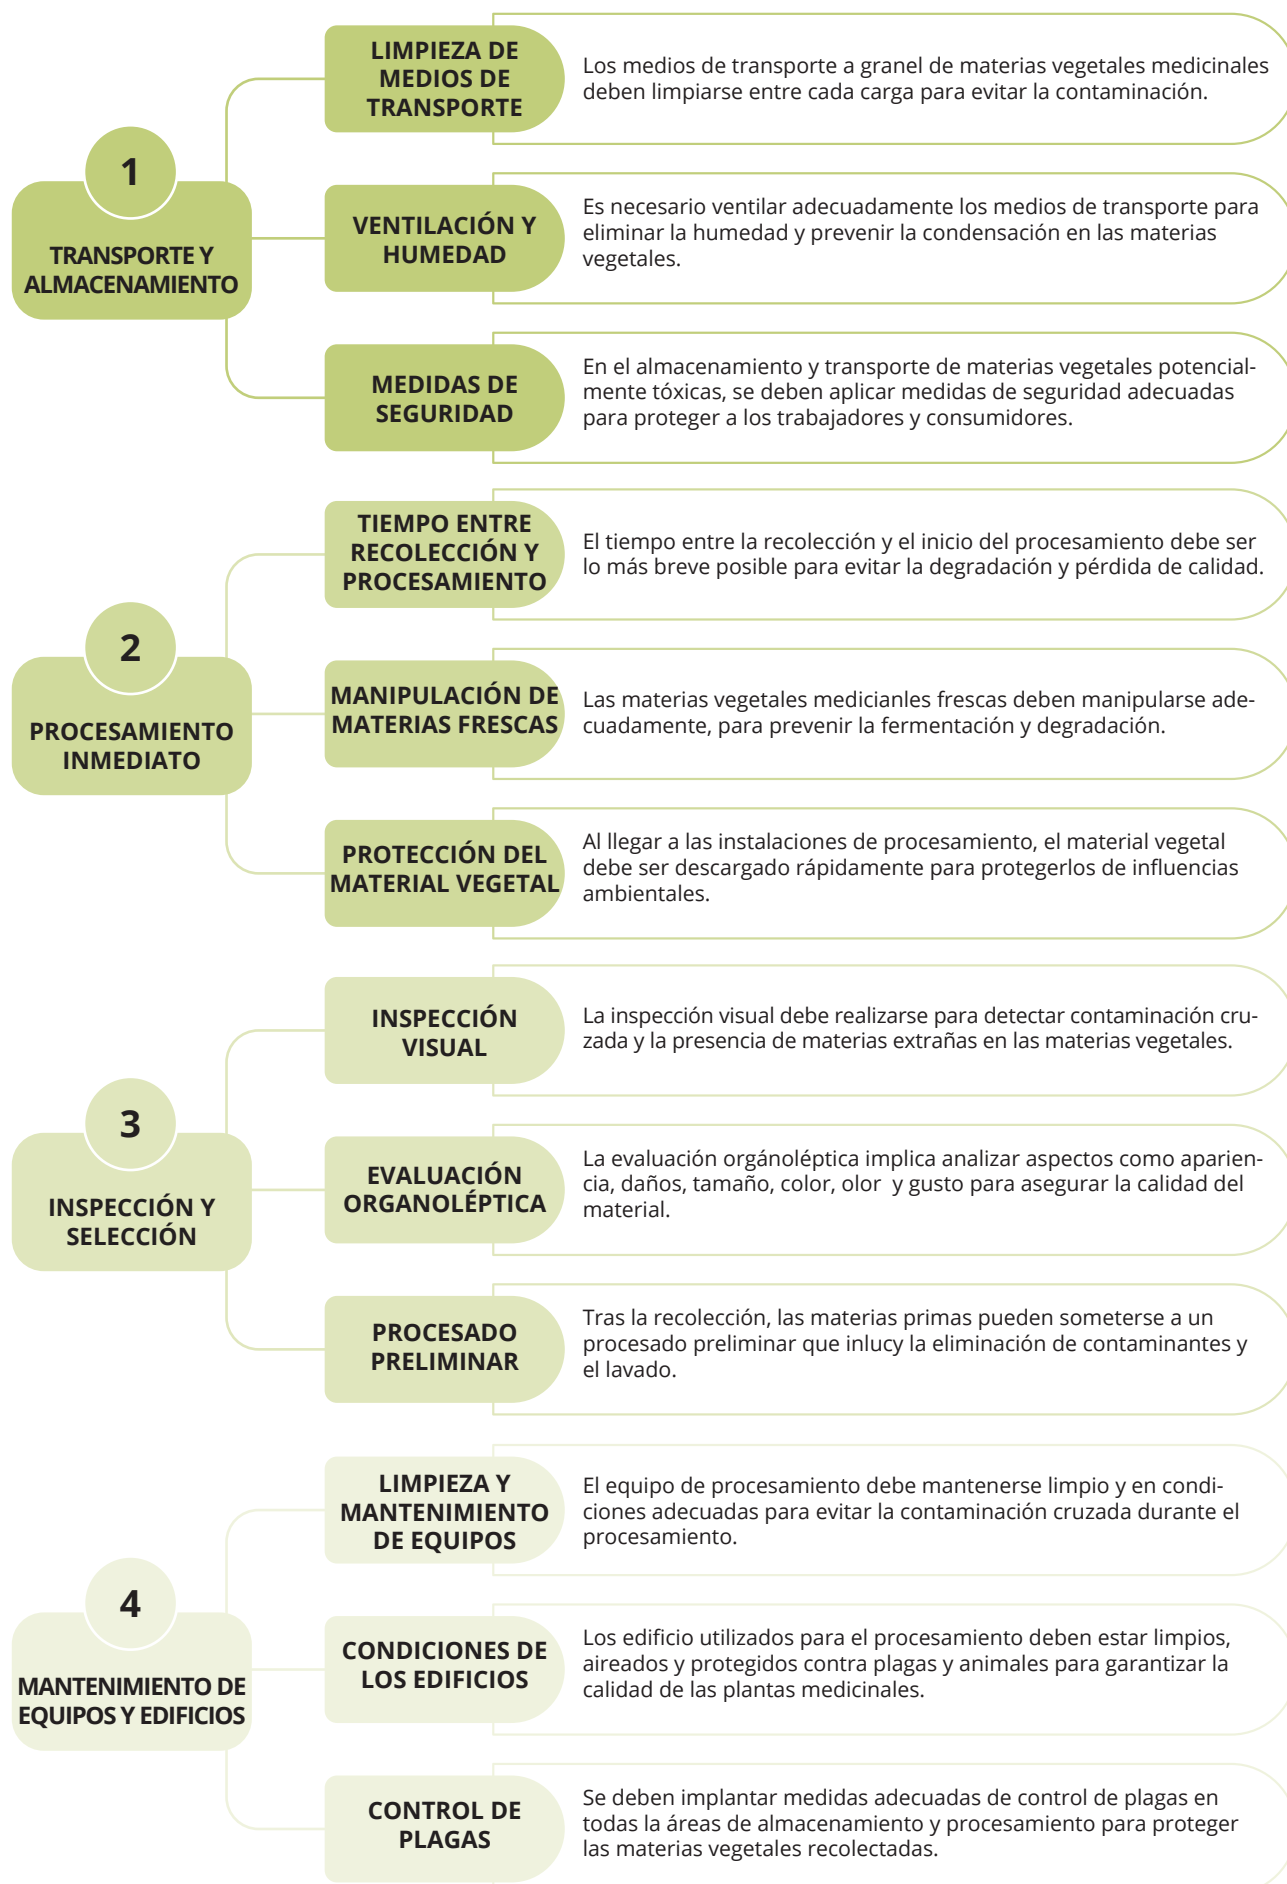 1
TRANSPORTE Y
ALMACENAMIENTO
LIMPIEZA DE
MEDIOS DE
TRANSPORTE
Los medios de transporte a granel de materias vegetales medicinales
deben limpiarse entre cada carga para evitar la contaminación.
VENTILACIÓN Y
HUMEDAD
Es necesario ventilar adecuadamente los medios de transporte para
eliminar la humedad y prevenir la condensación en las materias
vegetales.
MEDIDAS DE
SEGURIDAD
En el almacenamiento y transporte de materias vegetales potencial-
mente tóxicas, se deben aplicar medidas de seguridad adecuadas
para proteger a los trabajadores y consumidores.
2
PROCESAMIENTO
INMEDIATO
TIEMPO ENTRE
RECOLECCIÓN Y
PROCESAMIENTO
El tiempo entre la recolección y el inicio del procesamiento debe ser
lo más breve posible para evitar la degradación y pérdida de calidad.
MANIPULACIÓN DE
MATERIAS FRESCAS
Las materias vegetales medicianles frescas deben manipularse ade-
cuadamente, para prevenir la fermentación y degradación.
PROTECCIÓN DEL
MATERIAL VEGETAL
Al llegar a las instalaciones de procesamiento, el material vegetal
debe ser descargado rápidamente para protegerlos de influencias
ambientales.
3
INSPECCIÓN Y
SELECCIÓN
INSPECCIÓN
VISUAL
La inspección visual debe realizarse para detectar contaminación cru-
zada y la presencia de materias extrañas en las materias vegetales.
EVALUACIÓN
ORGANOLÉPTICA
La evaluación orgánoléptica implica analizar aspectos como aparien-
cia, daños, tamaño, color, olor  y gusto para asegurar la calidad del
material.
PROCESADO
PRELIMINAR
Tras la recolección, las materias primas pueden someterse a un
procesado preliminar que inlucy la eliminación de contaminantes y
el lavado.
4
MANTENIMIENTO DE
EQUIPOS Y EDIFICIOS
LIMPIEZA Y
MANTENIMIENTO
DE EQUIPOS
El equipo de procesamiento debe mantenerse limpio y en condi-
ciones adecuadas para evitar la contaminación cruzada durante el
procesamiento.
CONDICIONES DE
LOS EDIFICIOS
Los edificio utilizados para el procesamiento deben estar limpios,
aireados y protegidos contra plagas y animales para garantizar la
calidad de las plantas medicinales.
CONTROL DE
PLAGAS
Se deben implantar medidas adecuadas de control de plagas en
todas la áreas de almacenamiento y procesamiento para proteger
las materias vegetales recolectadas.